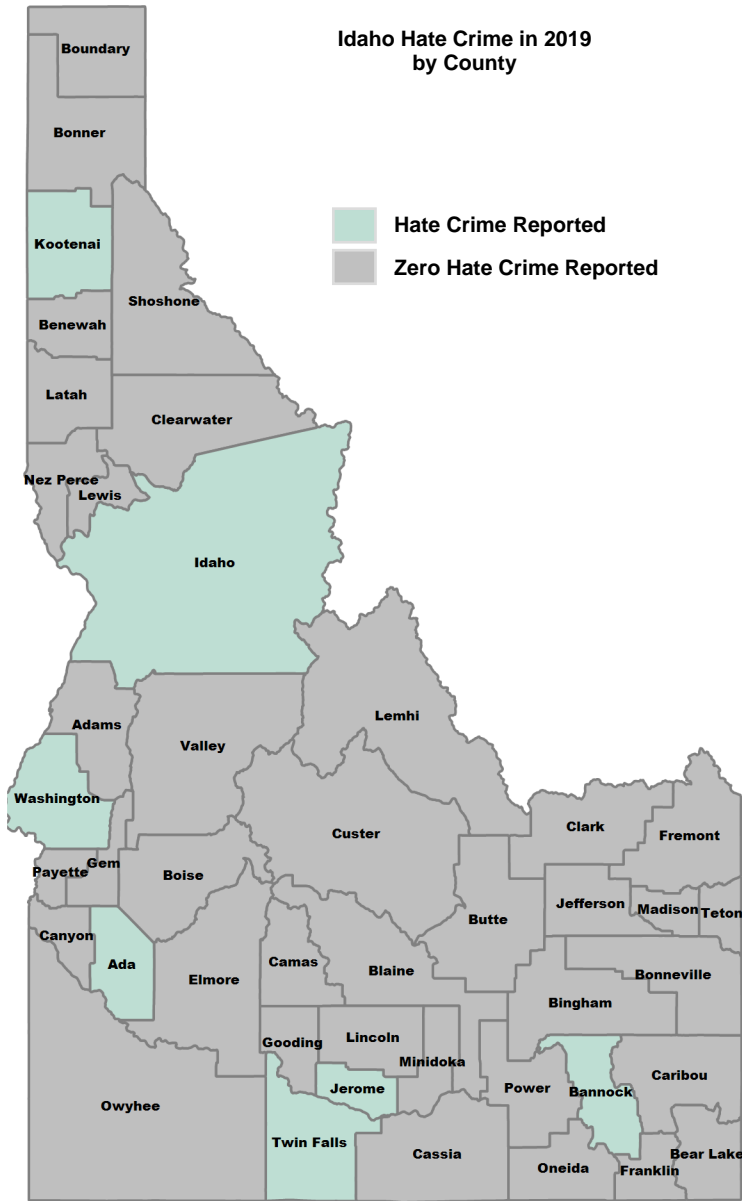 Idaho Hate Crime in 2019
by County
Boundary
Bonner
Hate Crime Reported
Kootenai
Zero Hate Crime Reported
Shoshone
Benewah
Latah
Clearwater
Nez Perce
Lewis
Idaho
Lemhi
Adams
Valley
Washington
Custer
Clark
Fremont
Gem
Payette
Boise
Jefferson
Madison
Teton
Butte
Canyon
Ada
Camas
Blaine
Elmore
Bonneville
Bingham
Lincoln
Gooding
Minidoka
Caribou
Jerome
Power
Bannock
Owyhee
Twin Falls
Cassia
Bear Lake
Oneida
Franklin